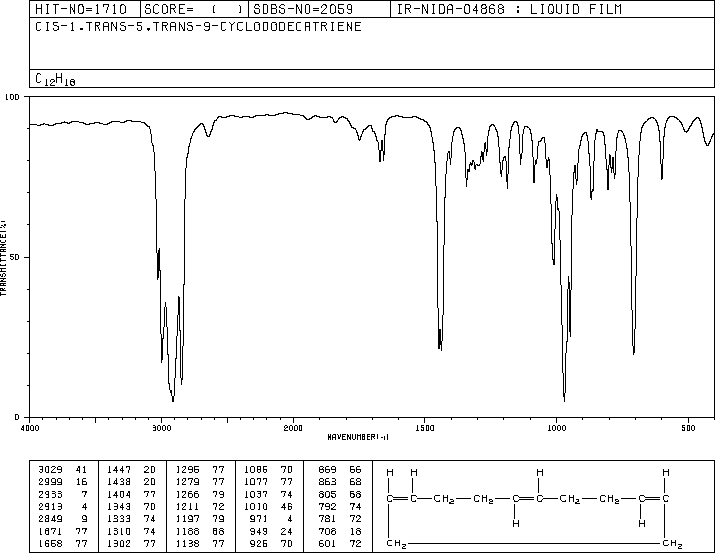 HIT-NO=1710 SCORE= ( ) SDBS-NO=2059 IR-NIDA-04868 : LIQUID FILM
CIS-1.TRANS-5.TRANS-9-CYCLODODECATRIENE
C12H18
100
50
0
TRANSMITTANCE(%)
4000 3000 2000 1500 1000 500
WAVENUMBER(-1)
3029 41 1447 20 1296 77 1086 70 869 66
2999 16 1438 20 1279 77 1077 77 863 68
2933 7 1404 77 1266 79 1037 74 805 68
2913 4 1343 70 1211 72 1010 46 792 74
2849 9 1333 74 1197 79 971 4 781 72
1671 77 1310 74 1188 68 949 24 708 18
1658 77 1302 77 1138 77 926 70 601 72
H H H H
CH2 CH2 CH2 CH2
H H
CH2 CH2